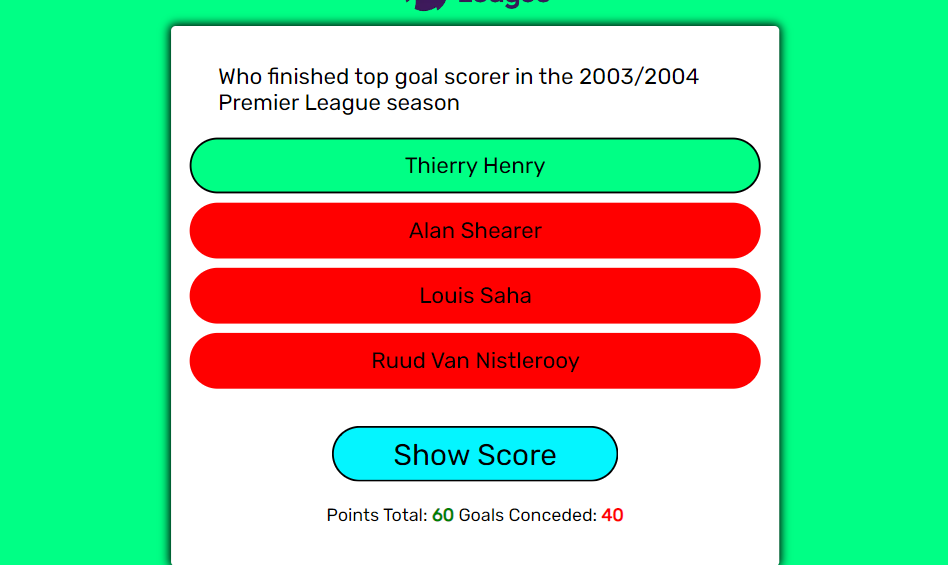 Who finished top goal scorer in the 2003/2004
Premier League season
Thierry Henry
Alan Shearer
Louis Saha
Ruud Van Nistlerooy
Show Score
Points Total: 60 Goals Conceded: 40